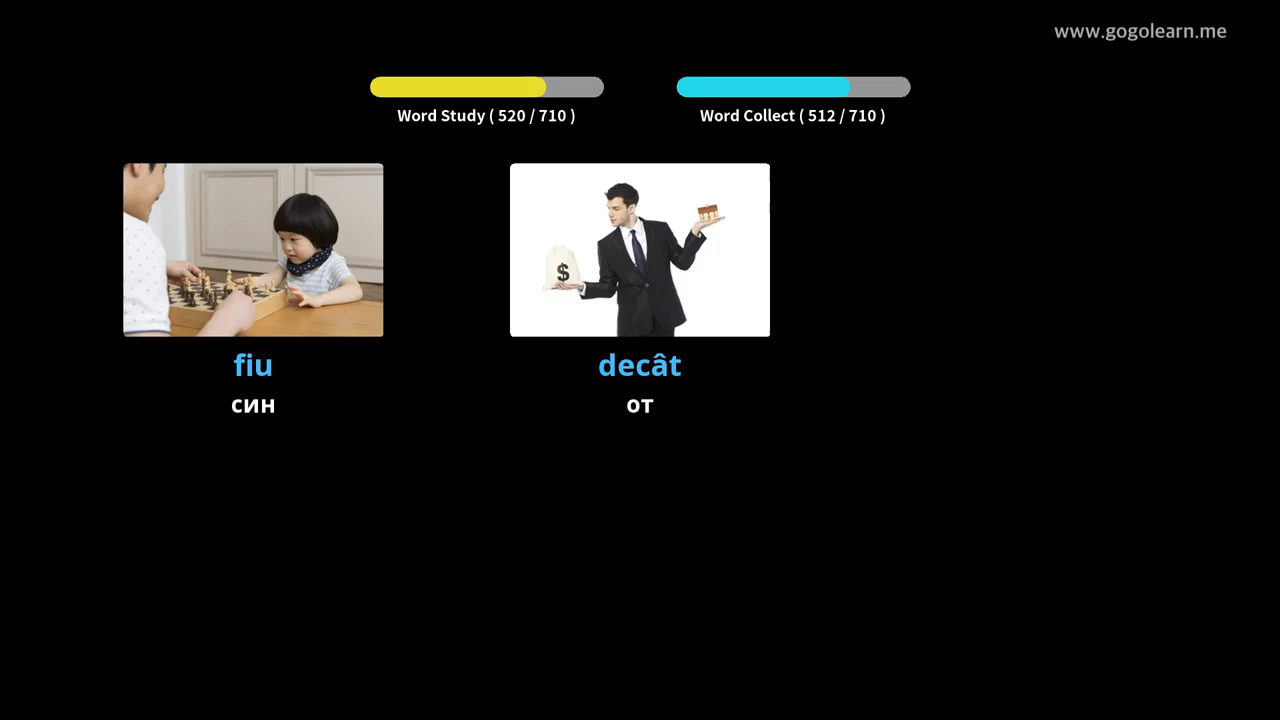 www.gogolearn.me
Word Study ( 520 / 710 )
Word Collect ( 512 / 710 )
$
fiu
син
decât
от